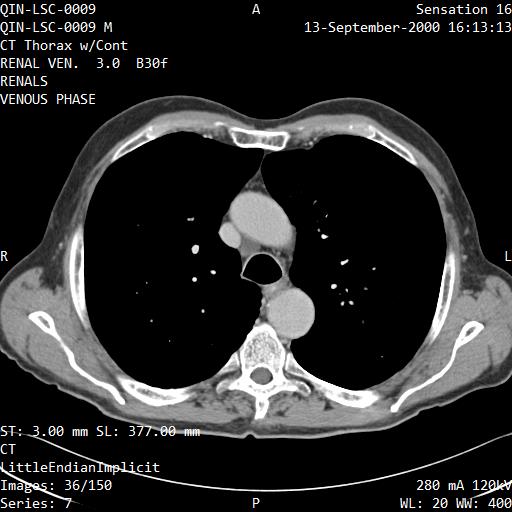 QIN-LSC-0009
A
Sensation 16
QIN-LSC-0009 M
13-September-2000 16:13:13
CT Thorax w/Cont
RENAL VEN. 3.0 B30f
RENALS
VENOUS PHASE
R
L
ST: 3.00 mm SL: 377.00 mm
CT
LittleEndianImplicit
Images: 36/150
280 mA 120kV
Series: 7
P
WL: 20 WW: 400